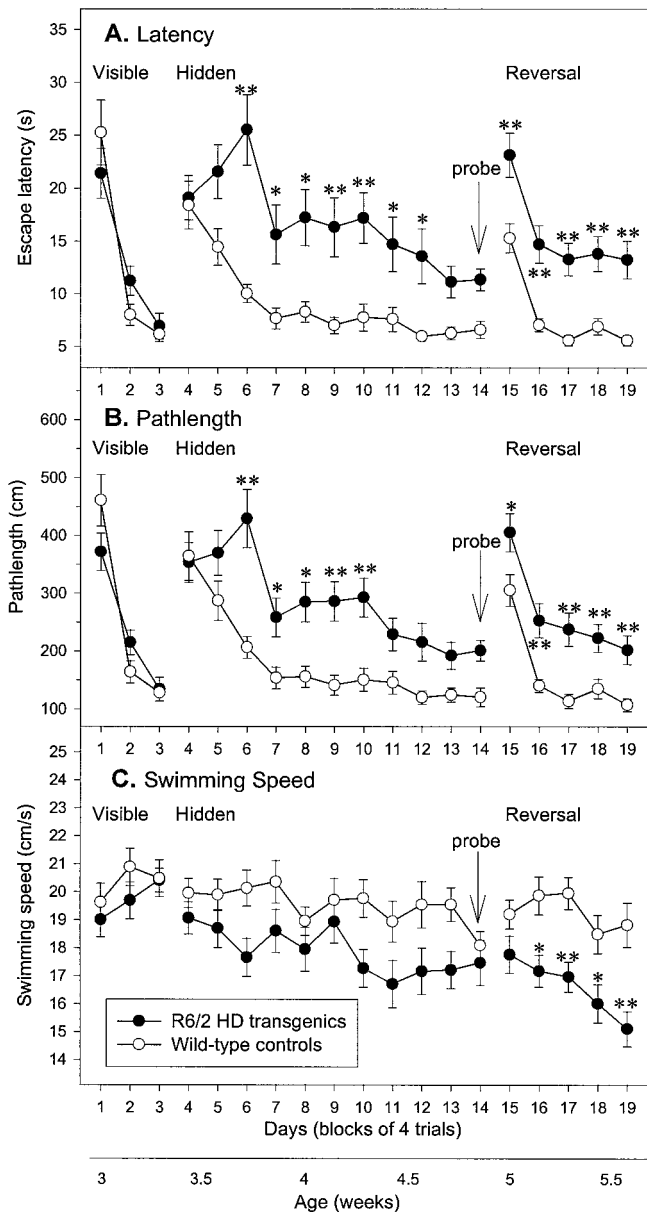 A. Latency
Visible Hidden Reversal
probe
** * * ** ** * * ** ** ** ** **
Escape latency (s)
35
30
25
20
15
10
5
1 2 3 4 5 6 7 8 9 10 11 12 13 14 15 16 17 18 19
B. Pathlength
Visible Hidden Reversal
probe
** * * ** ** * ** ** ** **
Pathlength (cm)
600
500
400
300
200
100
1 2 3 4 5 6 7 8 9 10 11 12 13 14 15 16 17 18 19
C. Swimming Speed
Visible Hidden Reversal
probe
* ** * **
Swimming speed (cm/s)
25
24
23
22
21
20
19
18
17
16
15
14
R6/2 HD transgenics
Wild-type controls
1 2 3 4 5 6 7 8 9 10 11 12 13 14 15 16 17 18 19
Days (blocks of 4 trials)
3 3.5 4 4.5 5 5.5
Age (weeks)